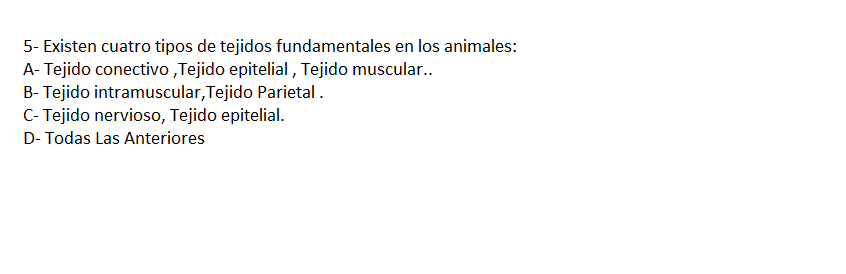 5- Existen cuatro tipos de tejidos fundamentales en los animales:
A- Tejido conectivo ,Tejido epitelial , Tejido muscular..
B- Tejido intramuscular,Tejido Parietal .
C- Tejido nervioso, Tejido epitelial.
D- Todas Las Anteriores